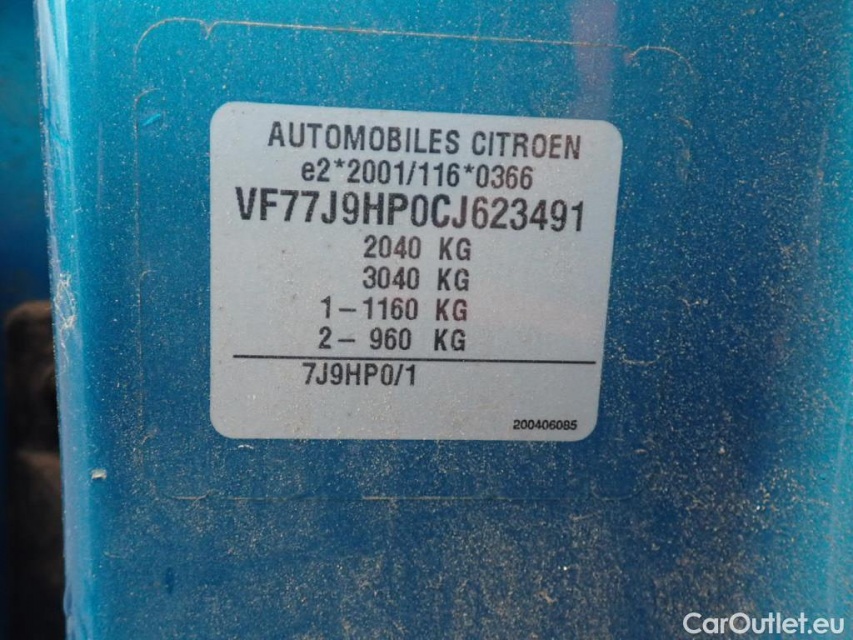 AUTOMOBILES CITROEN
e2*2001/116*0366
VF77J9HP0CJ623491
2040 KG
3040 KG
1-1160 KG
2- 960 KG
7J9HP0/1
200406085
CarOutlet.eu